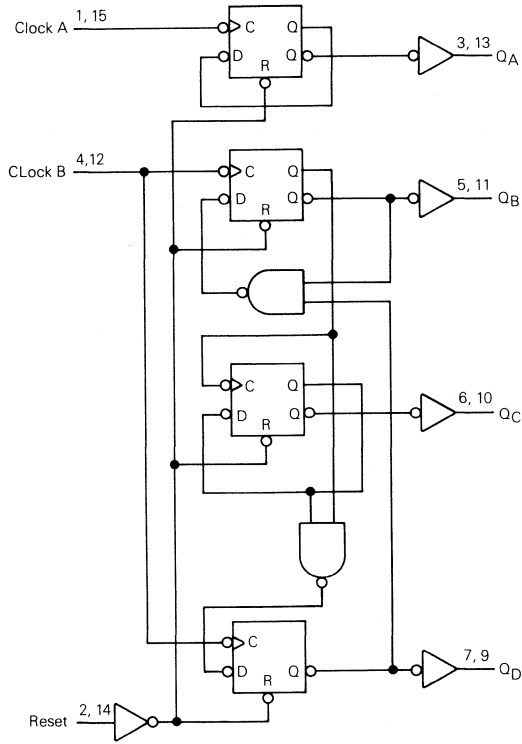 Clock A 1, 15 C Q
D Q 3, 13 QA
R
CLock B 4,12 C Q
D Q 5, 11 QB
R
C Q
D Q 6, 10 QC
R
C
D Q 7, 9 QD
R
Reset 2, 14